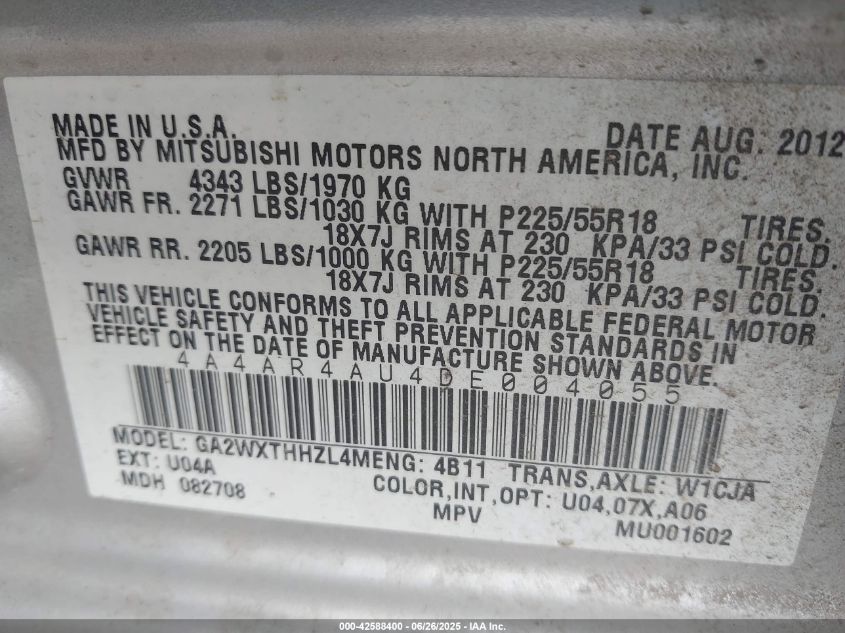 MADE IN U.S.A. DATE AUG. 2012
MFD BY MITSUBISHI MOTORS NORTH AMERICA, INC.
GVWR 4343 LBS/1970 KG
GAWR FR. 2271 LBS/1030 KG WITH P225/55R18 TIRES.
18X7J RIMS AT 230 KPA/33 PSI COLD.
GAWR RR. 2205 LBS/1000 KG WITH P225/55R18 TIRES.
18X7J RIMS AT 230 KPA/33 PSI COLD.
THIS VEHICLE CONFORMS TO ALL APPLICABLE FEDERAL MOTOR
VEHICLE SAFETY AND THEFT PREVENTION STANDARDS IN
EFFECT ON THE DATE OF MANUFACTURE SHOWN ABOVE.
4A4AR4AU4DE004055
MODEL: GA2WXTHHZL4MENG: 4B11 TRANS,AXLE: W1CJA
EXT: U04A COLOR,INT,OPT: U04,07X,A06
MDH 082708 MPV MU001602
000-42588400 - 06/26/2025 - IAA Inc.